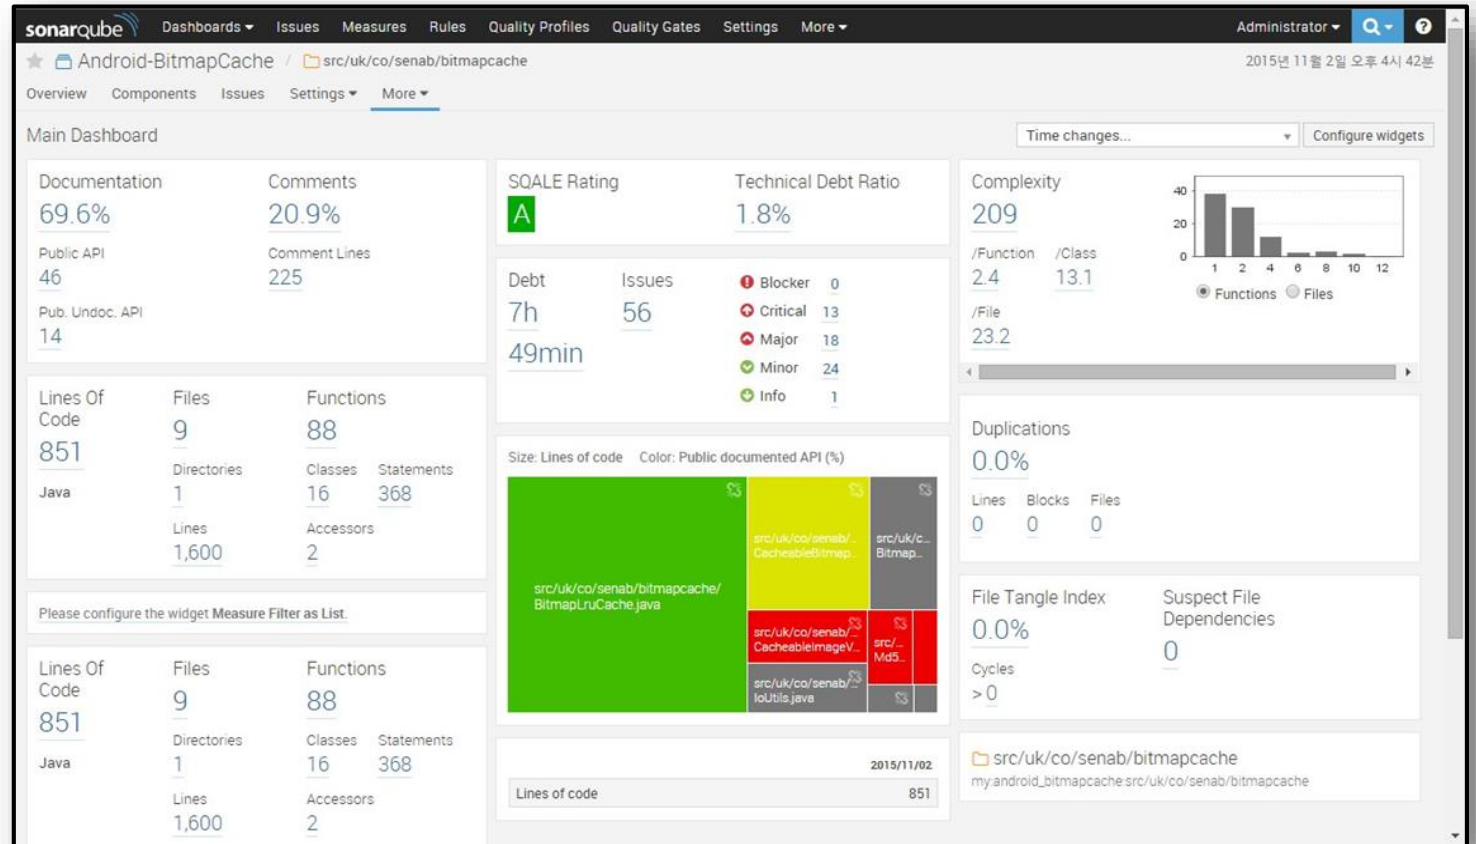 sonarqube Dashboards Issues Measures Rules Quality Profiles Quality Gates Settings More Administrator
Android-BitmapCache / src/uk/co/senab/bitmapcache 2015년 11월 2일 오후 4시 42분
Overview Components Issues Settings More
Main Dashboard Time changes... Configure widgets
Documentation Comments
69.6% 20.9%
Public API Comment Lines
46 225
Pub. Undoc. API
14
Lines Of Code Files Functions
851 9 88
Directories Classes Statements
Java 1 16 368
Lines Accessors
1,600 2
Please configure the widget Measure Filter as List.
Lines Of Code Files Functions
851 9 88
Directories Classes Statements
Java 1 16 368
Lines Accessors
1,600 2
SQALE Rating Technical Debt Ratio
A 1.8%
Debt Issues
7h 49min 56
Blocker 0
Critical 13
Major 18
Minor 24
Info 1
Size: Lines of code Color: Public documented API (%)
src/uk/co/senab/bitmapcache/
BitmapLruCache.java
src/uk/co/senab/...
CacheableBitmap...
src/uk/c...
Bitmap...
src/uk/co/senab/...
CacheableImageV...
src/...
Md5...
src/uk/co/senab/...
IoUtils.java
2015/11/02
Lines of code 851
Complexity
209
/Function /Class
2.4 13.1
/File
23.2
40
20
0
1 2 4 6 8 10 12
Functions Files
Duplications
0.0%
Lines Blocks Files
0 0 0
File Tangle Index Suspect File Dependencies
0.0% 0
Cycles
> 0
src/uk/co/senab/bitmapcache
my:android_bitmapcache:src/uk/co/senab/bitmapcache